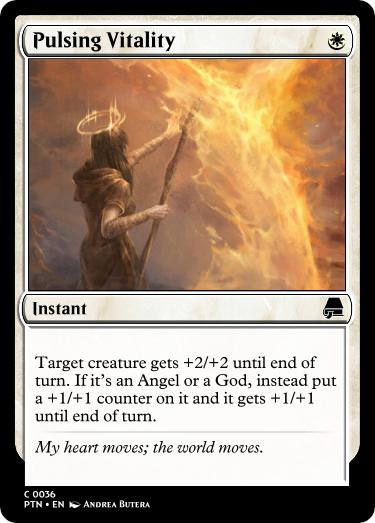 Pulsing Vitality
Instant
Target creature gets +2/+2 until end of
turn. If it's an Angel or a God, instead put
a +1/+1 counter on it and it gets +1/+1
until end of turn.
My heart moves; the world moves.
C 0036
PTN • EN Andrea Butera